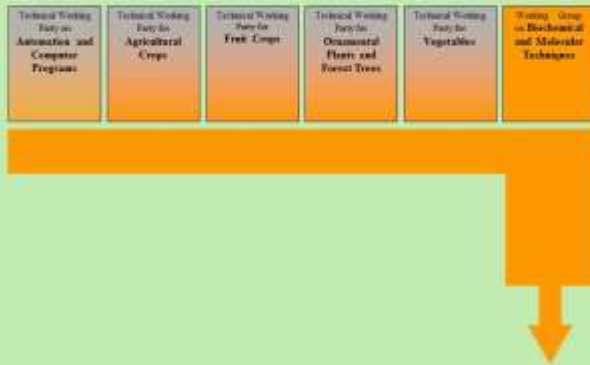 Technical Working
Party on
Automation and
Computer
Programs
Technical Working
Party for
Agricultural
Crops
Technical Working
Party for
Fruit Crops
Technical Working
Party for
Ornamental
Plants and
Forest Trees
Technical Working
Party for
Vegetables
Working Group
on Biochemical
and Molecular
Techniques